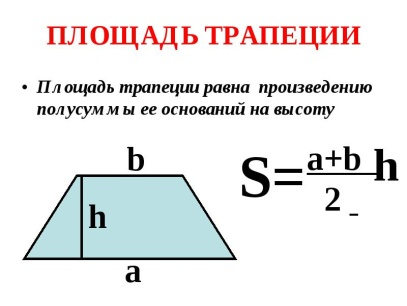 ПЛОЩАДЬ ТРАПЕЦИИ
• Площадь трапеции равна произведению
полусуммы ее оснований на высоту
b
S= a+b h
2 -
h
a